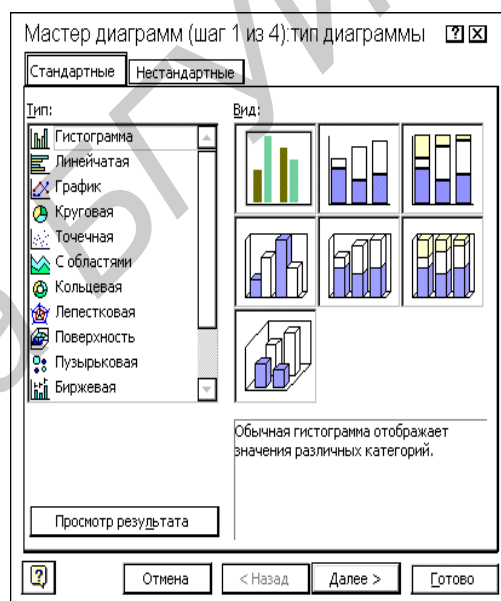 Мастер диаграмм (шаг 1 из 4):тип диаграммы
Стандартные Нестандартные
Тип:
Гистограмма
Линейчатая
График
Круговая
Точечная
С областями
Кольцевая
Лепестковая
Поверхность
Пузырьковая
Биржевая
Вид:
Обычная гистограмма отображает
значения различных категорий.
Просмотр результата
Отмена < Назад Далее > Готово